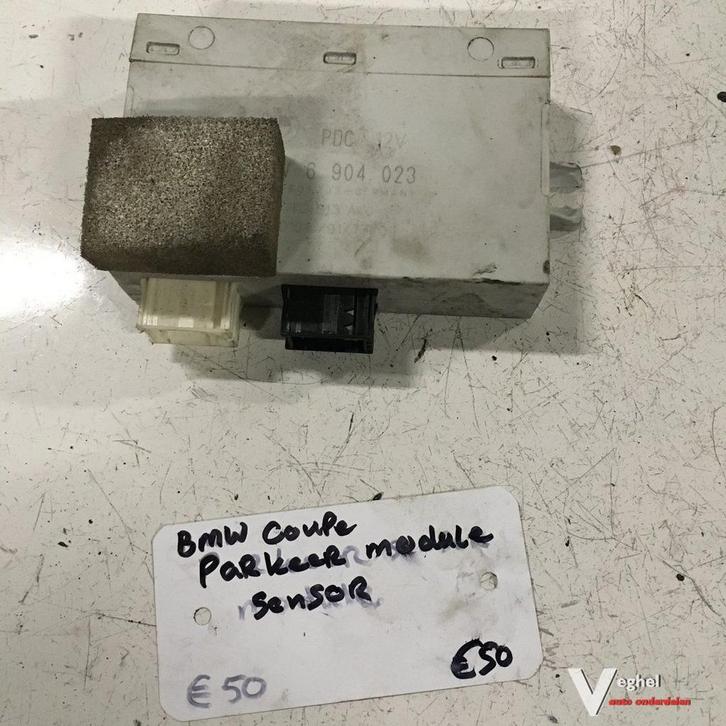 PDC 12V
6 904 023
BMW Coupe
Parkeer module
Sensor
€50
€50
Veghel
auto onderdelen